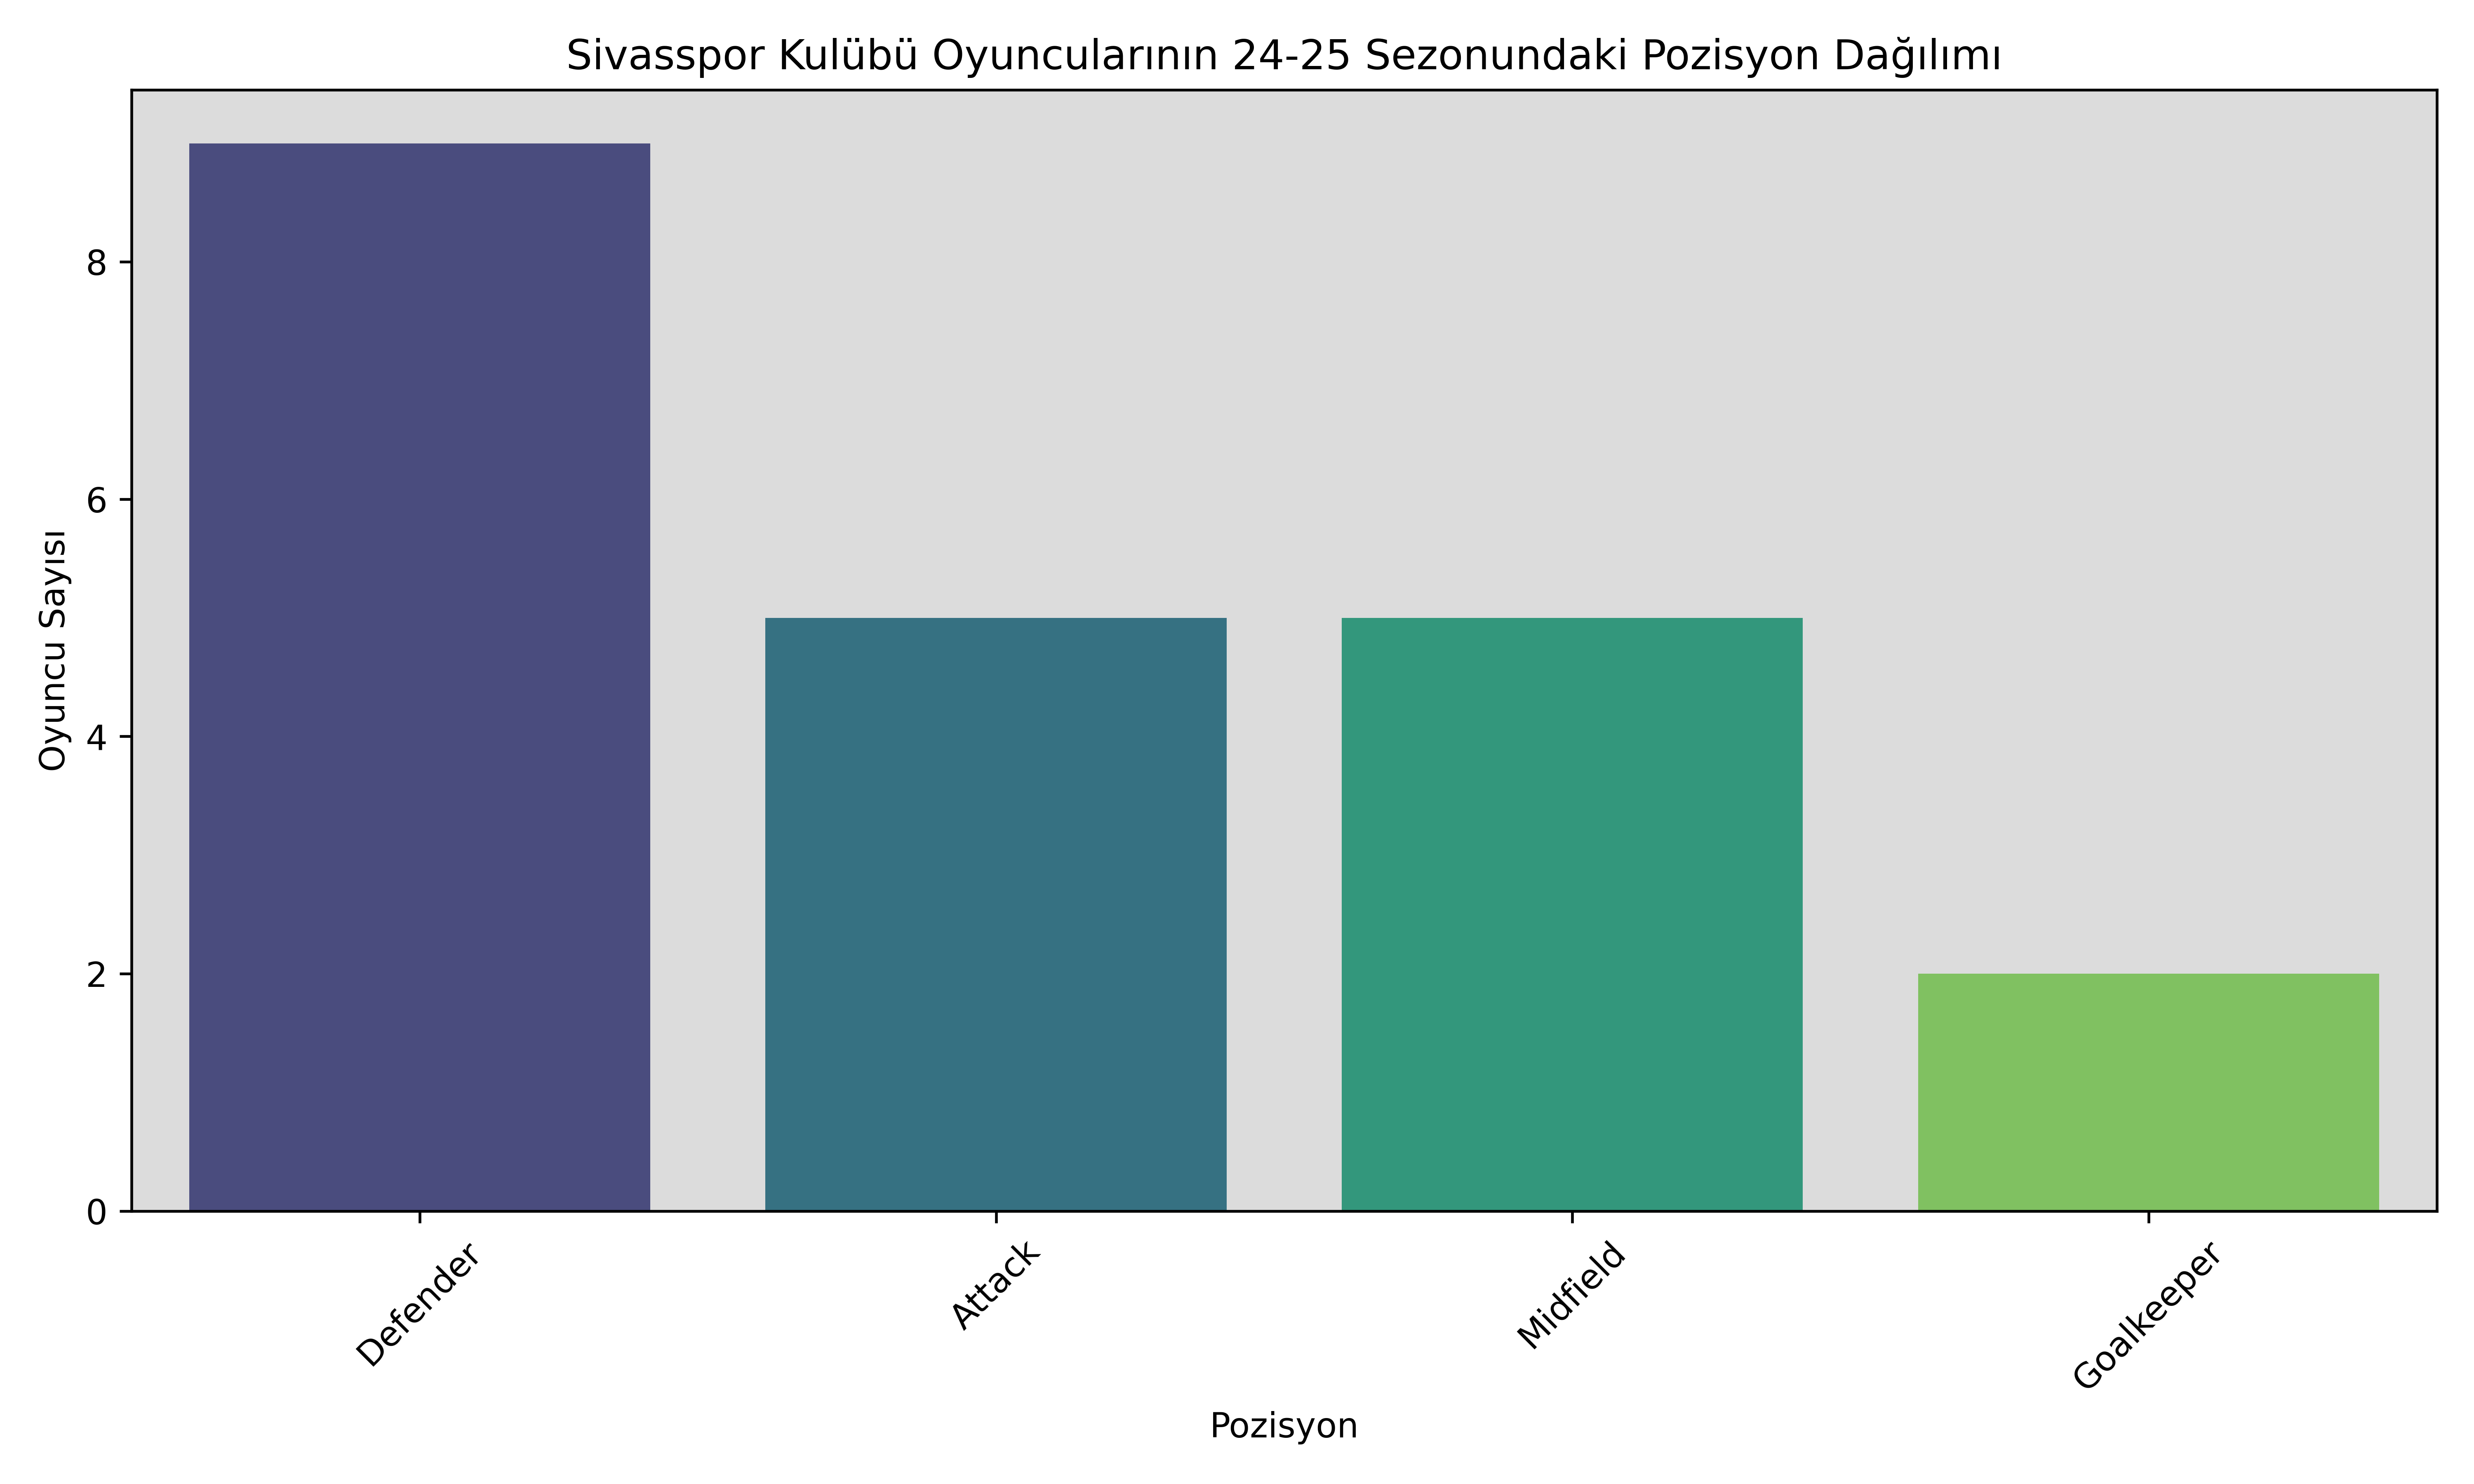 Sivasspor Kulübü Oyuncularının 24-25 Sezonundaki Pozisyon Dağılımı
Oyuncu Sayısı
8
6
4
2
0
Defender
Attack
Midfield
Goalkeeper
Pozisyon